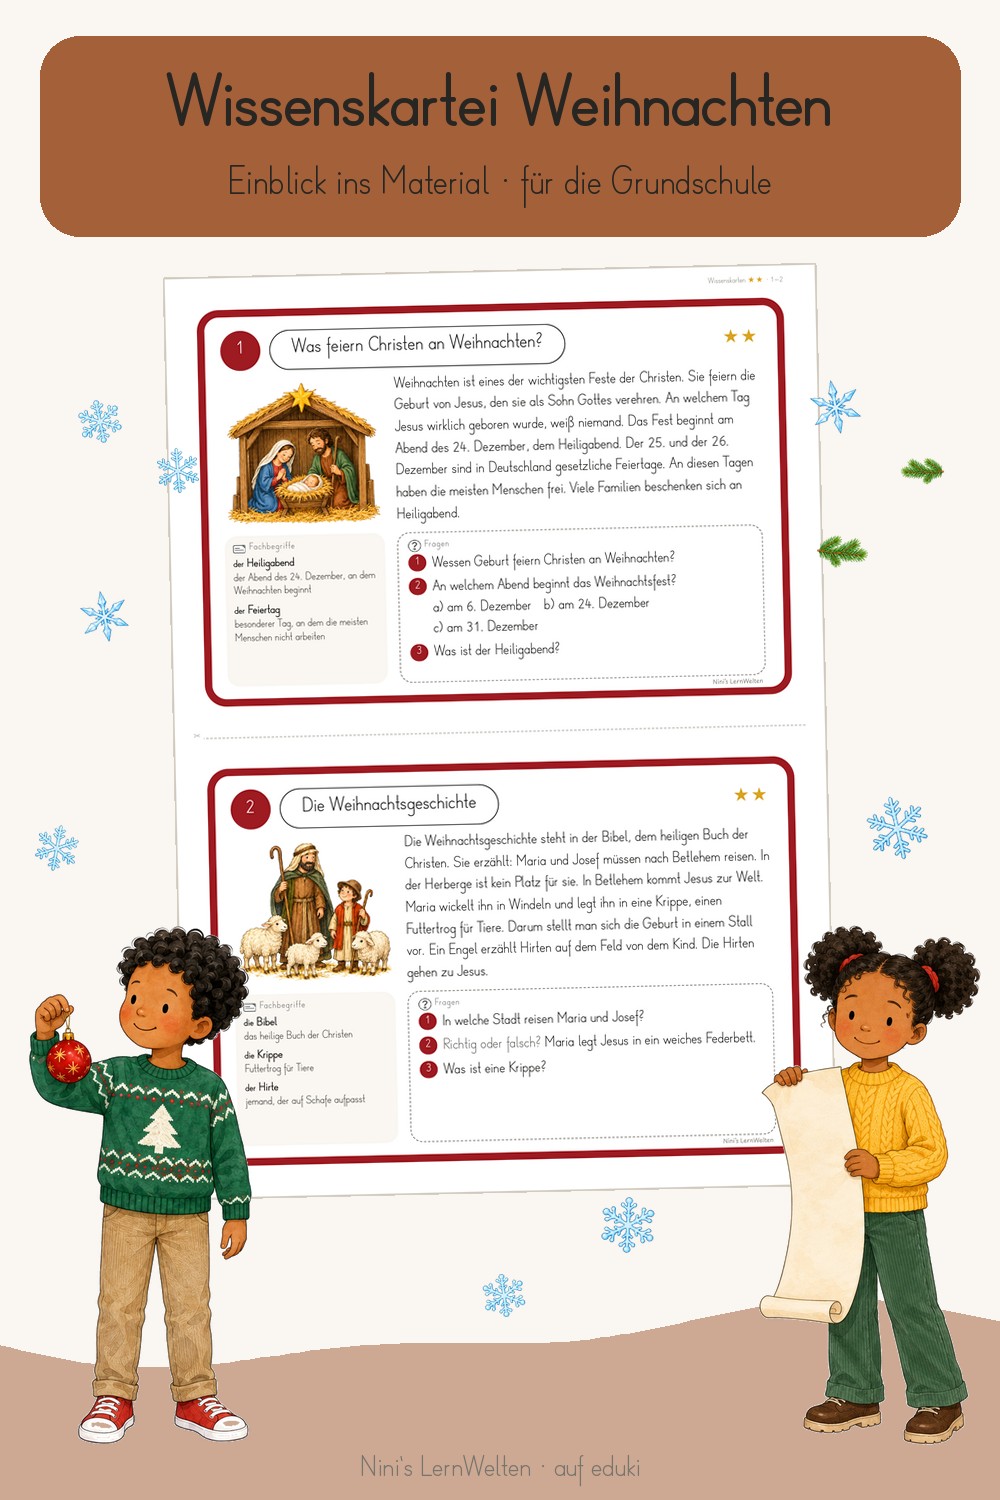 Wissenskartei Weihnachten
Einblick ins Material · für die Grundschule
Wissenskarten ★★ · 1–2
1
Was feiern Christen an Weihnachten?
★★
Weihnachten ist eines der wichtigsten Feste der Christen. Sie feiern die
Geburt von Jesus, den sie als Sohn Gottes verehren. An welchem Tag
Jesus wirklich geboren wurde, weiß niemand. Das Fest beginnt am
Abend des 24. Dezember, dem Heiligabend. Der 25. und der 26.
Dezember sind in Deutschland gesetzliche Feiertage. An diesen Tagen
haben die meisten Menschen frei. Viele Familien beschenken sich an
Heiligabend.
Fachbegriffe
der Heiligabend
der Abend des 24. Dezember, an dem
Weihnachten beginnt
der Feiertag
besonderer Tag, an dem die meisten
Menschen nicht arbeiten
? Fragen
1 Wessen Geburt feiern Christen an Weihnachten?
2 An welchem Abend beginnt das Weihnachtsfest?
a) am 6. Dezember b) am 24. Dezember
c) am 31. Dezember
3 Was ist der Heiligabend?
Nini's LernWelten
2
Die Weihnachtsgeschichte
★★
Die Weihnachtsgeschichte steht in der Bibel, dem heiligen Buch der
Christen. Sie erzählt: Maria und Josef müssen nach Betlehem reisen. In
der Herberge ist kein Platz für sie. In Betlehem kommt Jesus zur Welt.
Maria wickelt ihn in Windeln und legt ihn in eine Krippe, einen
Futtertrog für Tiere. Darum stellt man sich die Geburt in einem Stall
vor. Ein Engel erzählt Hirten auf dem Feld von dem Kind. Die Hirten
gehen zu Jesus.
Fachbegriffe
die Bibel
das heilige Buch der Christen
die Krippe
Futtertrog für Tiere
der Hirte
jemand, der auf Schafe aufpasst
? Fragen
1 In welche Stadt reisen Maria und Josef?
2 Richtig oder falsch? Maria legt Jesus in ein weiches Federbett.
3 Was ist eine Krippe?
Nini's LernWelten
Nini's LernWelten · auf eduki